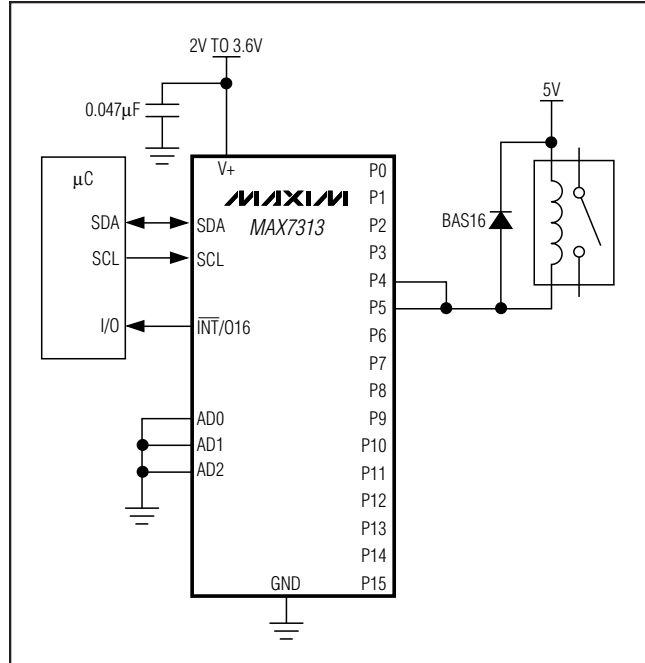 2V TO 3.6V
0.047µF
5V
µC
V+
MAXIM
MAX7313
SDA
SDA
SCL
SCL
I/O
INT/O16
AD0
AD1
AD2
GND
P0
P1
P2
P3
P4
P5
P6
P7
P8
P9
P10
P11
P12
P13
P14
P15
BAS16